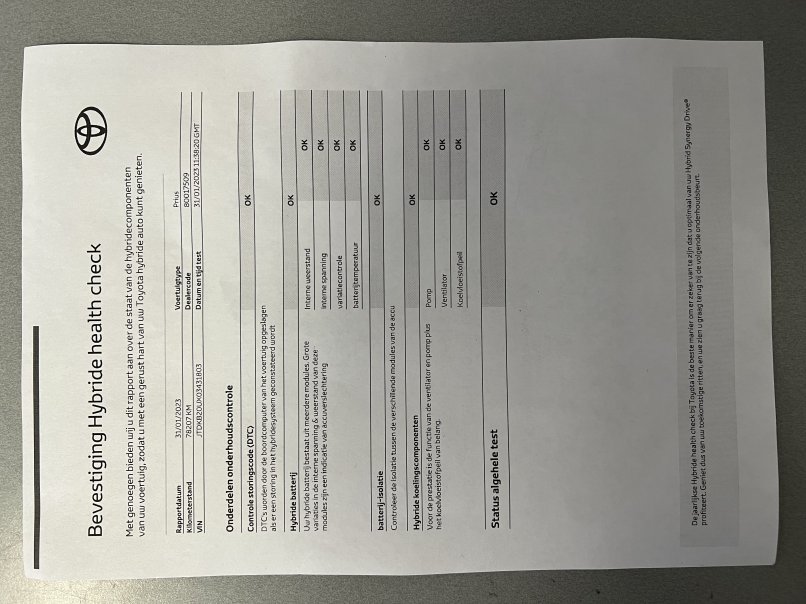 Bevestiging Hybride health check
Met genoegen bieden wij u dit rapport aan over de staat van de hybridecomponenten
van uw voertuig, zodat u met een gerust hart van uw Toyota hybride auto kunt genieten.
Rapportdatum 31/01/2023 Voertuigtype Prius
Kilometerstand 78207 KM Dealercode 80017509
VIN JTDKB20UX03431803 Datum en tijd test 31/01/2023 11:38:20 GMT
Onderdelen onderhoudscontrole
Controle storingscode (DTC) OK
DTC's worden door de boordcomputer van het voertuig opgeslagen
als er een storing in het hybridesysteem geconstateerd wordt
Hybride batterij OK
Uw hybride batterij bestaat uit meerdere modules. Grote Interne weerstand OK
variaties in de interne spanning & weerstand van deze
modules zijn een indicatie van accuverslechtering interne spanning OK
variatiecontrole OK
batterijtemperatuur OK
batterij-isolatie OK
Controleer de isolatie tussen de verschillende modules van de accu
Hybride koelingscomponenten OK
Voor de prestatie is de functie van de ventilator en pomp plus Pomp OK
het koelvloeistofpeil van belang.
Ventilator OK
Koelvloeistofpeil OK
Status algehele test OK
De jaarlijkse Hybride health check bij Toyota is de beste manier om er zeker van te zijn dat u optimaal van uw Hybrid Synergy Drive®
profiteert. Geniet dus van uw toekomstige ritten, en we zien u graag terug bij de volgende onderhoudsbeurt.